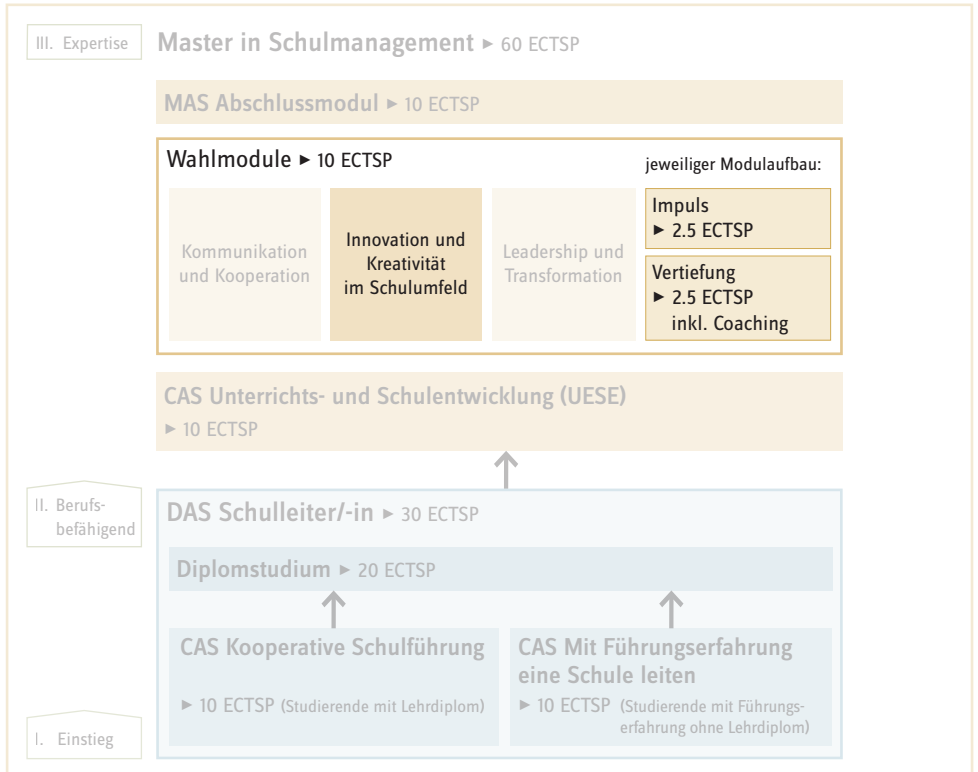 III. Expertise
Master in Schulmanagement ► 60 ECTSP
MAS Abschlussmodul ► 10 ECTSP
Wahlmodule ► 10 ECTSP
jeweiliger Modulaufbau:
Kommunikation
und Kooperation
Innovation und
Kreativität
im Schulumfeld
Leadership und
Transformation
Impuls
► 2.5 ECTSP
Vertiefung
► 2.5 ECTSP
inkl. Coaching
CAS Unterrichts- und Schulentwicklung (UESE)
► 10 ECTSP
II. Berufs-
befähigend
DAS Schulleiter/-in ► 30 ECTSP
Diplomstudium ► 20 ECTSP
CAS Kooperative Schulführung
► 10 ECTSP (Studierende mit Lehrdiplom)
CAS Mit Führungserfahrung
eine Schule leiten
► 10 ECTSP (Studierende mit Führungs-
erfahrung ohne Lehrdiplom)
I. Einstieg